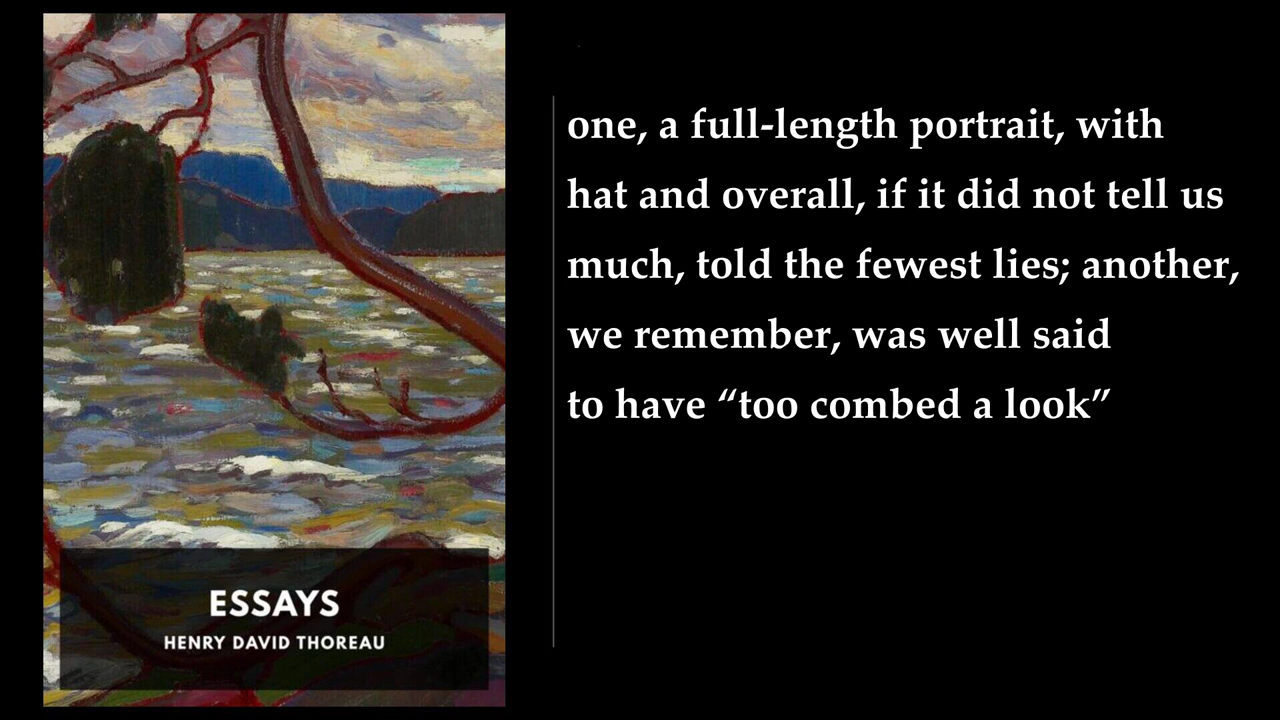 one, a full-length portrait, with
hat and overall, if it did not tell us
much, told the fewest lies; another,
we remember, was well said
to have “too combed a look”
ESSAYS
HENRY DAVID THOREAU